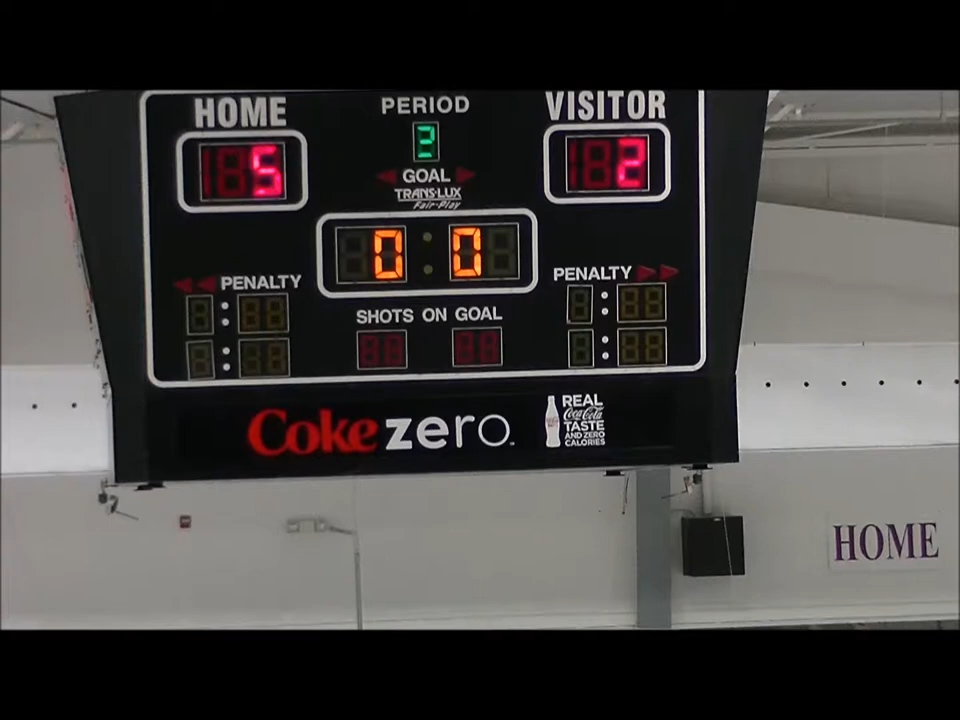 HOME
PERIOD
VISITOR
5
2
2
GOAL
TRANS-LUX
Fair-Play
0 0
PENALTY
PENALTY
SHOTS ON GOAL
Coke zero™
REAL
Coca-Cola
TASTE
AND ZERO
CALORIES
HOME